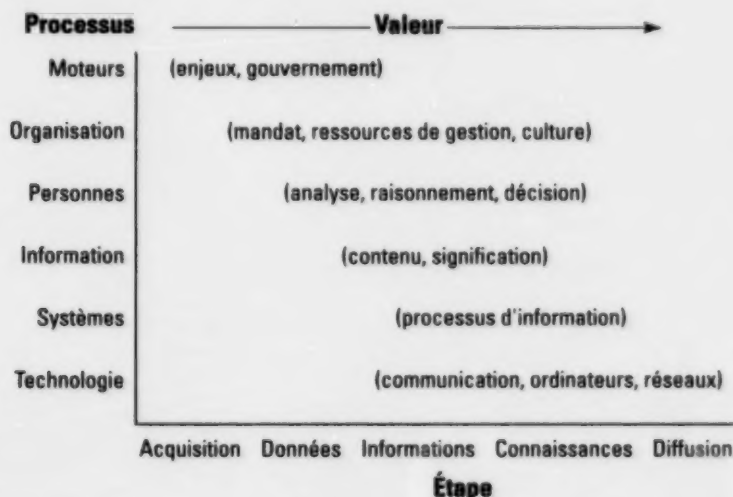 Processus Valeur
Moteurs (enjeux, gouvernement)
Organisation (mandat, ressources de gestion, culture)
Personnes (analyse, raisonnement, décision)
Information (contenu, signification)
Systèmes (processus d'information)
Technologie (communication, ordinateurs, réseaux)
Acquisition Données Informations Connaissances Diffusion
Étape